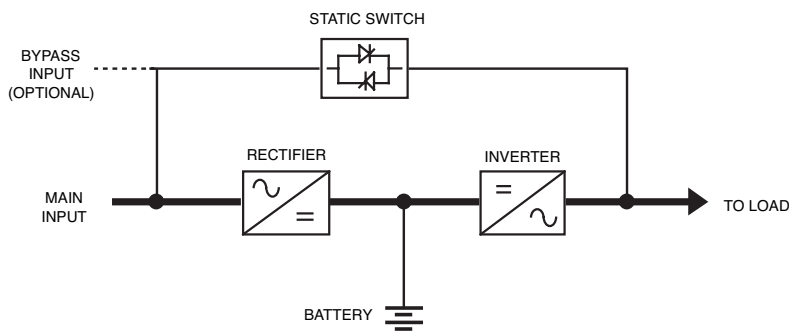 STATIC SWITCH
BYPASS
INPUT
(OPTIONAL)
RECTIFIER
INVERTER
MAIN
INPUT
TO LOAD
BATTERY